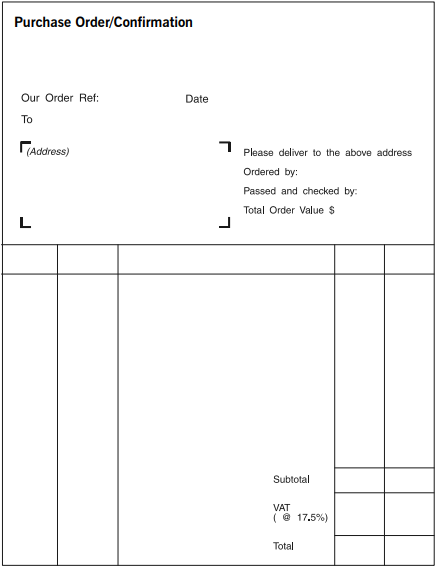 Purchase Order/Confirmation
Our Order Ref: Date
To
(Address)
Please deliver to the above address
Ordered by:
Passed and checked by:
Total Order Value $
Subtotal
VAT
( @ 17.5%)
Total